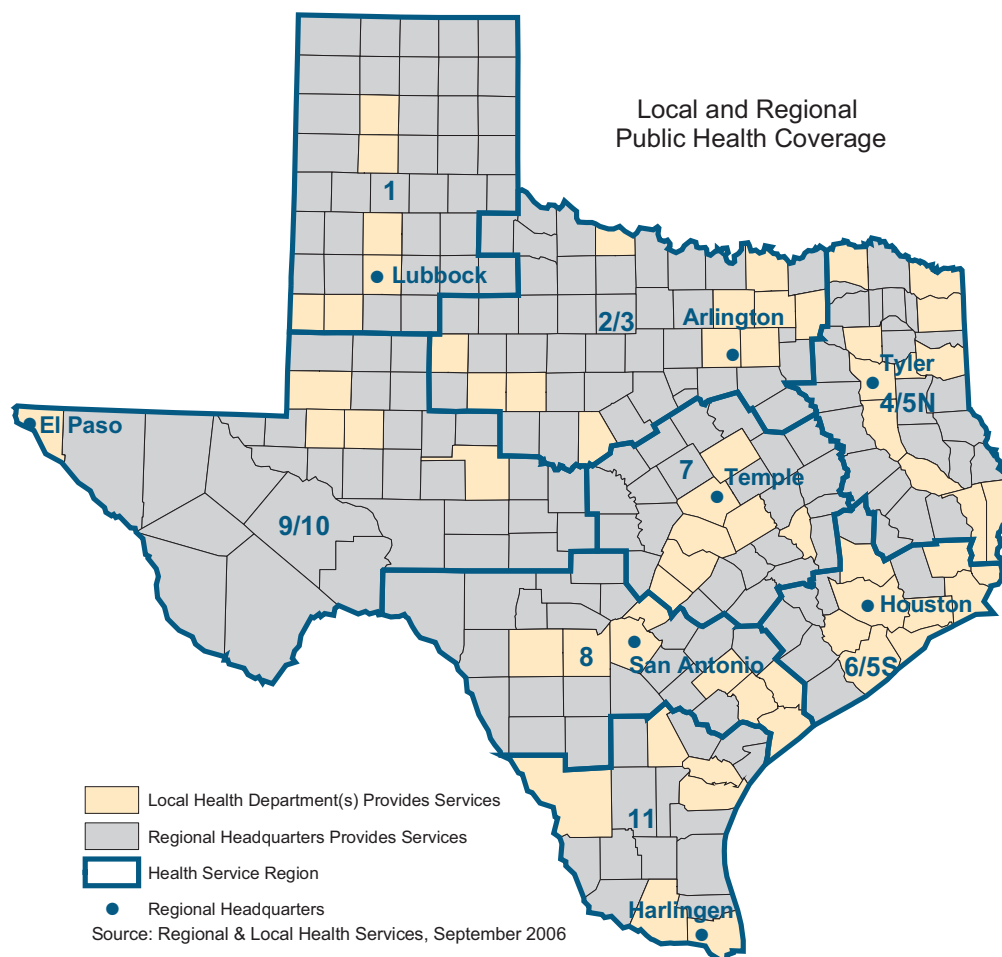 Local and Regional
Public Health Coverage
1
Lubbock
2/3
Arlington
Tyler
4/5N
El Paso
7
Temple
9/10
Houston
8
San Antonio
6/5S
11
Harlingen
Local Health Department(s) Provides Services
Regional Headquarters Provides Services
Health Service Region
Regional Headquarters
Source: Regional & Local Health Services, September 2006